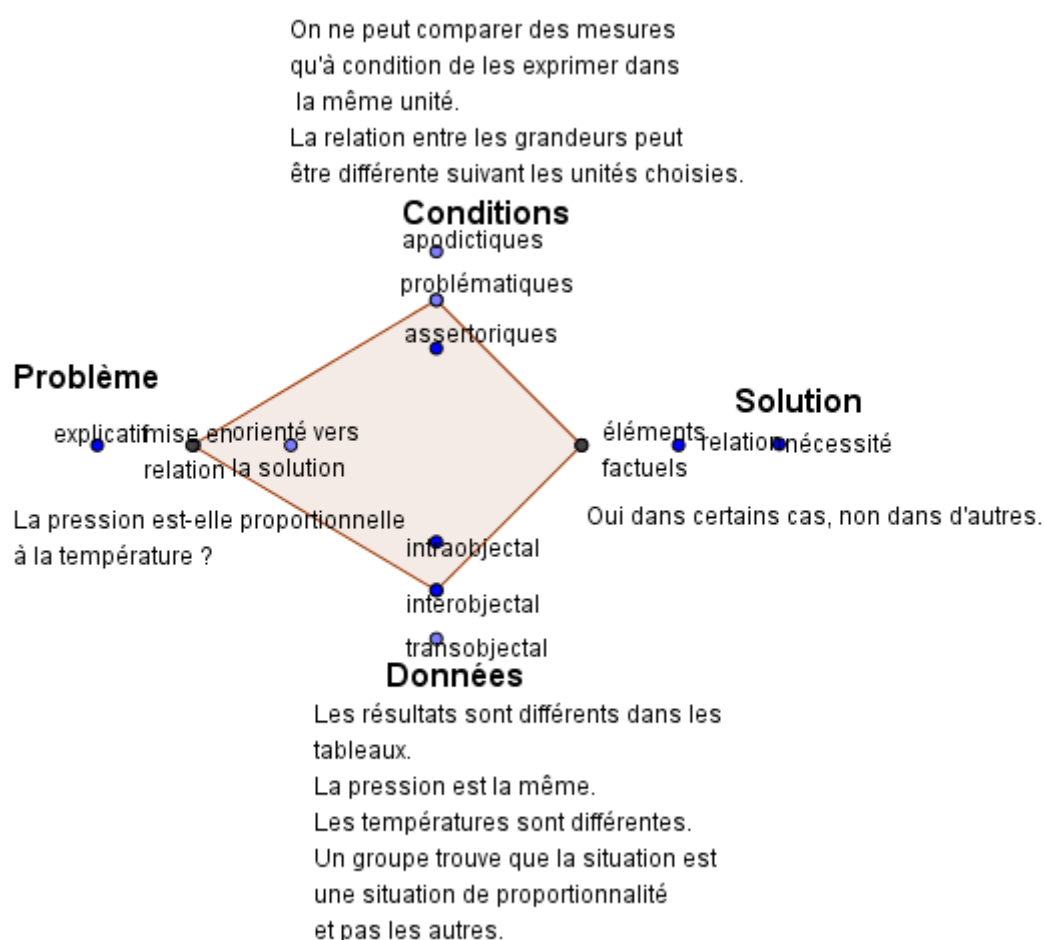 On ne peut comparer des mesures
qu'à condition de les exprimer dans
la même unité.
La relation entre les grandeurs peut
être différente suivant les unités choisies.
Conditions
apodictiques
problématiques
assertoriques
Problème
Solution
explicatif
mise en
relation
orienté vers
la solution
éléments
factuels
relation
nécessité
La pression est-elle proportionnelle
à la température ?
Oui dans certains cas, non dans d'autres.
intraobjectal
interobjectal
transobjectal
Données
Les résultats sont différents dans les
tableaux.
La pression est la même.
Les températures sont différentes.
Un groupe trouve que la situation est
une situation de proportionnalité
et pas les autres.